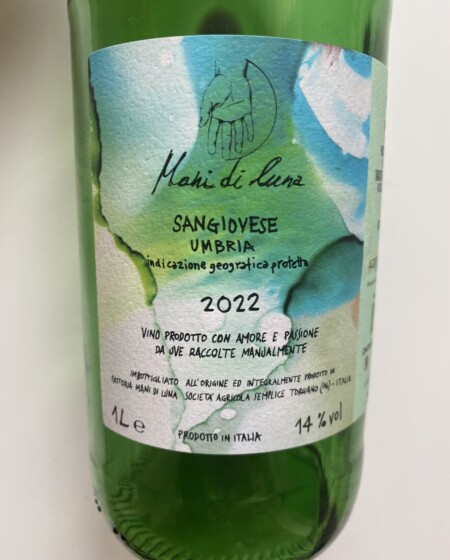 Mani di Luna
SANGIOVESE
UMBRIA
indicazione geografica protetta
2022
VINO PRODOTTO CON AMORE E PASSIONE
DA UVE RACCOLTE MANUALMENTE
IMBOTTIGLIATO ALL'ORIGINE ED INTEGRALMENTE PRODOTTO DA
FATTORIA MANI DI LUNA SOCIETA' AGRICOLA SEMPLICE TORGIANO (PG) - ITALIA
1L e
14 % vol
PRODOTTO IN ITALIA